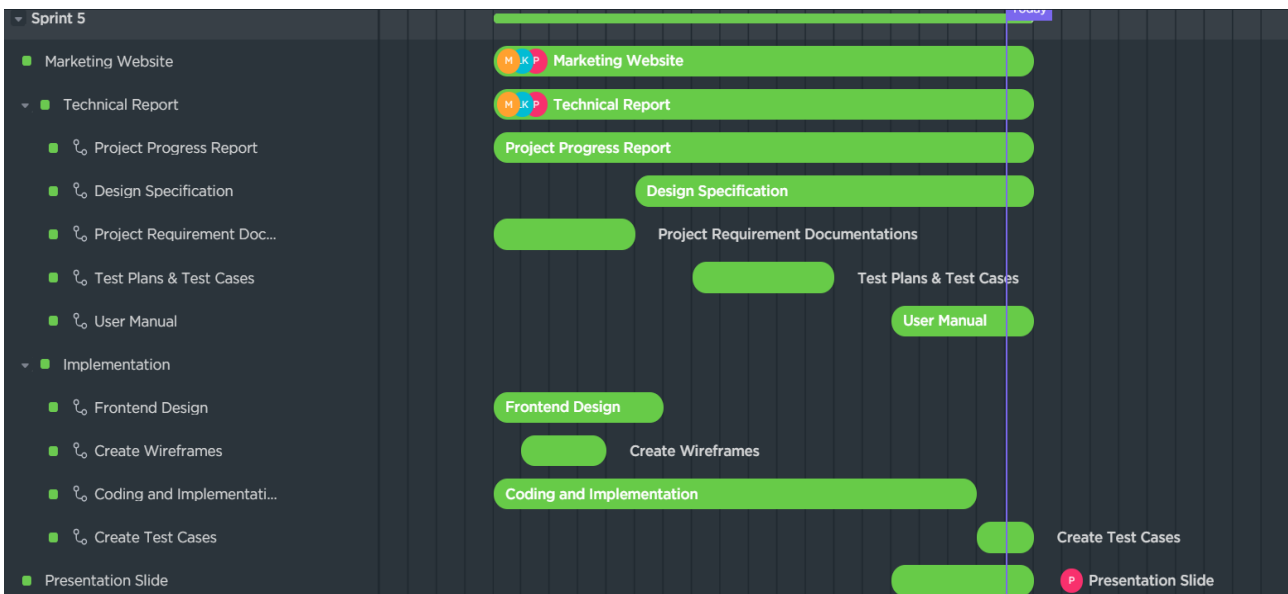 Sprint 5
Today
Marketing Website
M LK P Marketing Website
Technical Report
M LK P Technical Report
Project Progress Report
Project Progress Report
Design Specification
Design Specification
Project Requirement Doc...
Project Requirement Documentations
Test Plans & Test Cases
Test Plans & Test Cases
User Manual
User Manual
Implementation
Frontend Design
Frontend Design
Create Wireframes
Create Wireframes
Coding and Implementati...
Coding and Implementation
Create Test Cases
Create Test Cases
Presentation Slide
P Presentation Slide